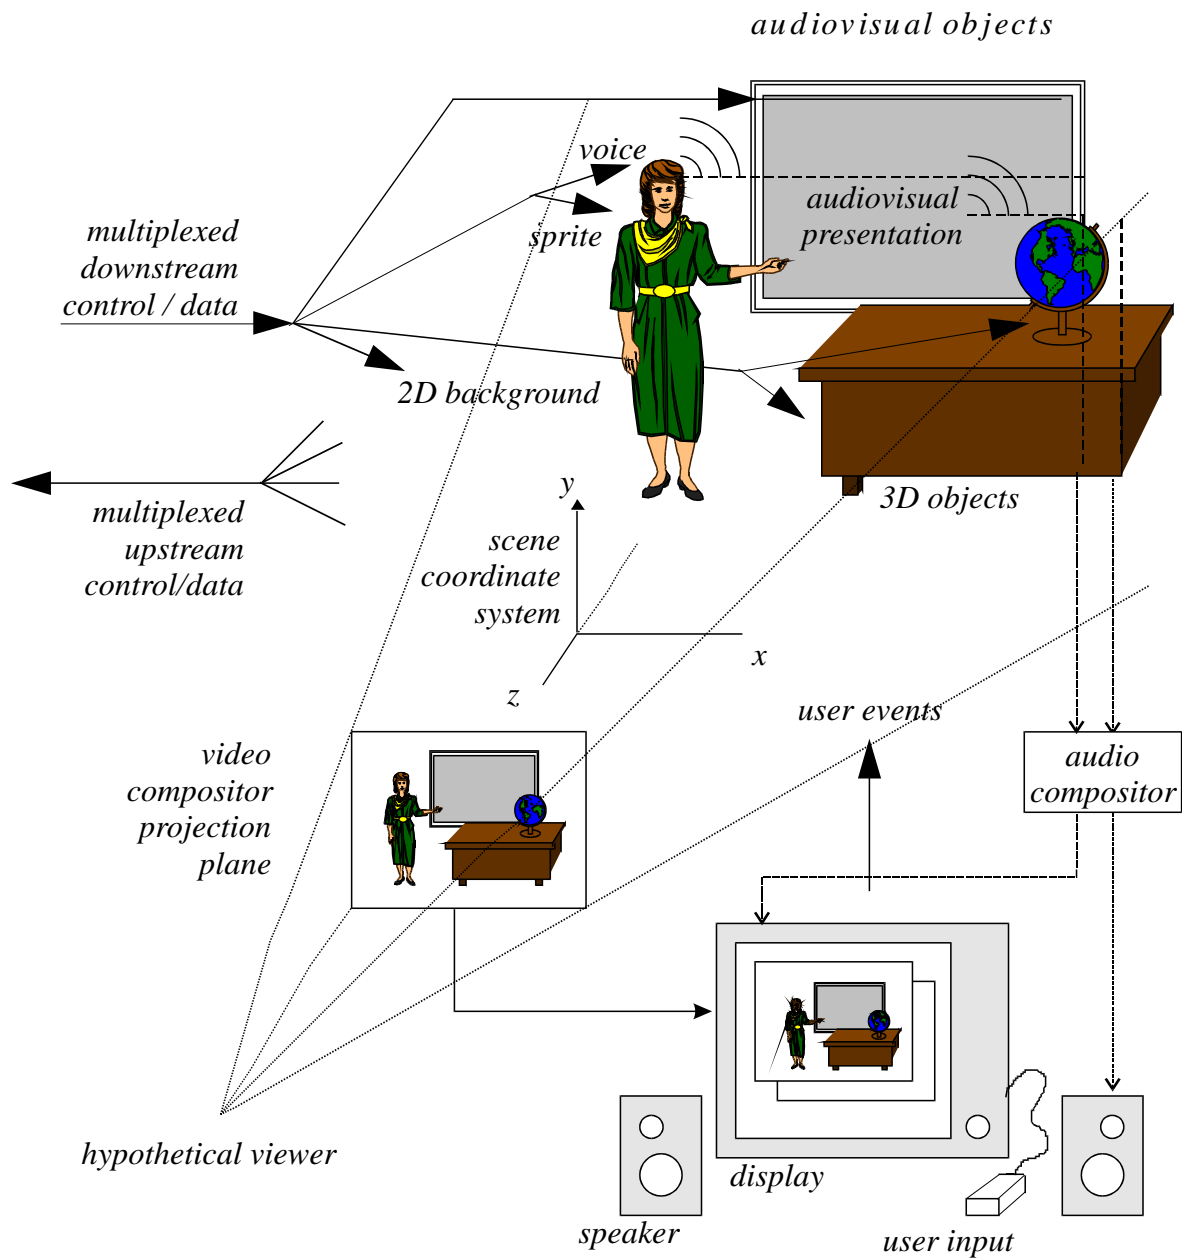 audiovisual objects
voice
sprite
audiovisual
presentation
multiplexed
downstream
control / data
2D background
3D objects
multiplexed
upstream
control/data
y
scene
coordinate
system
x
z
user events
video
compositor
projection
plane
audio
compositor
hypothetical viewer
display
speaker
user input